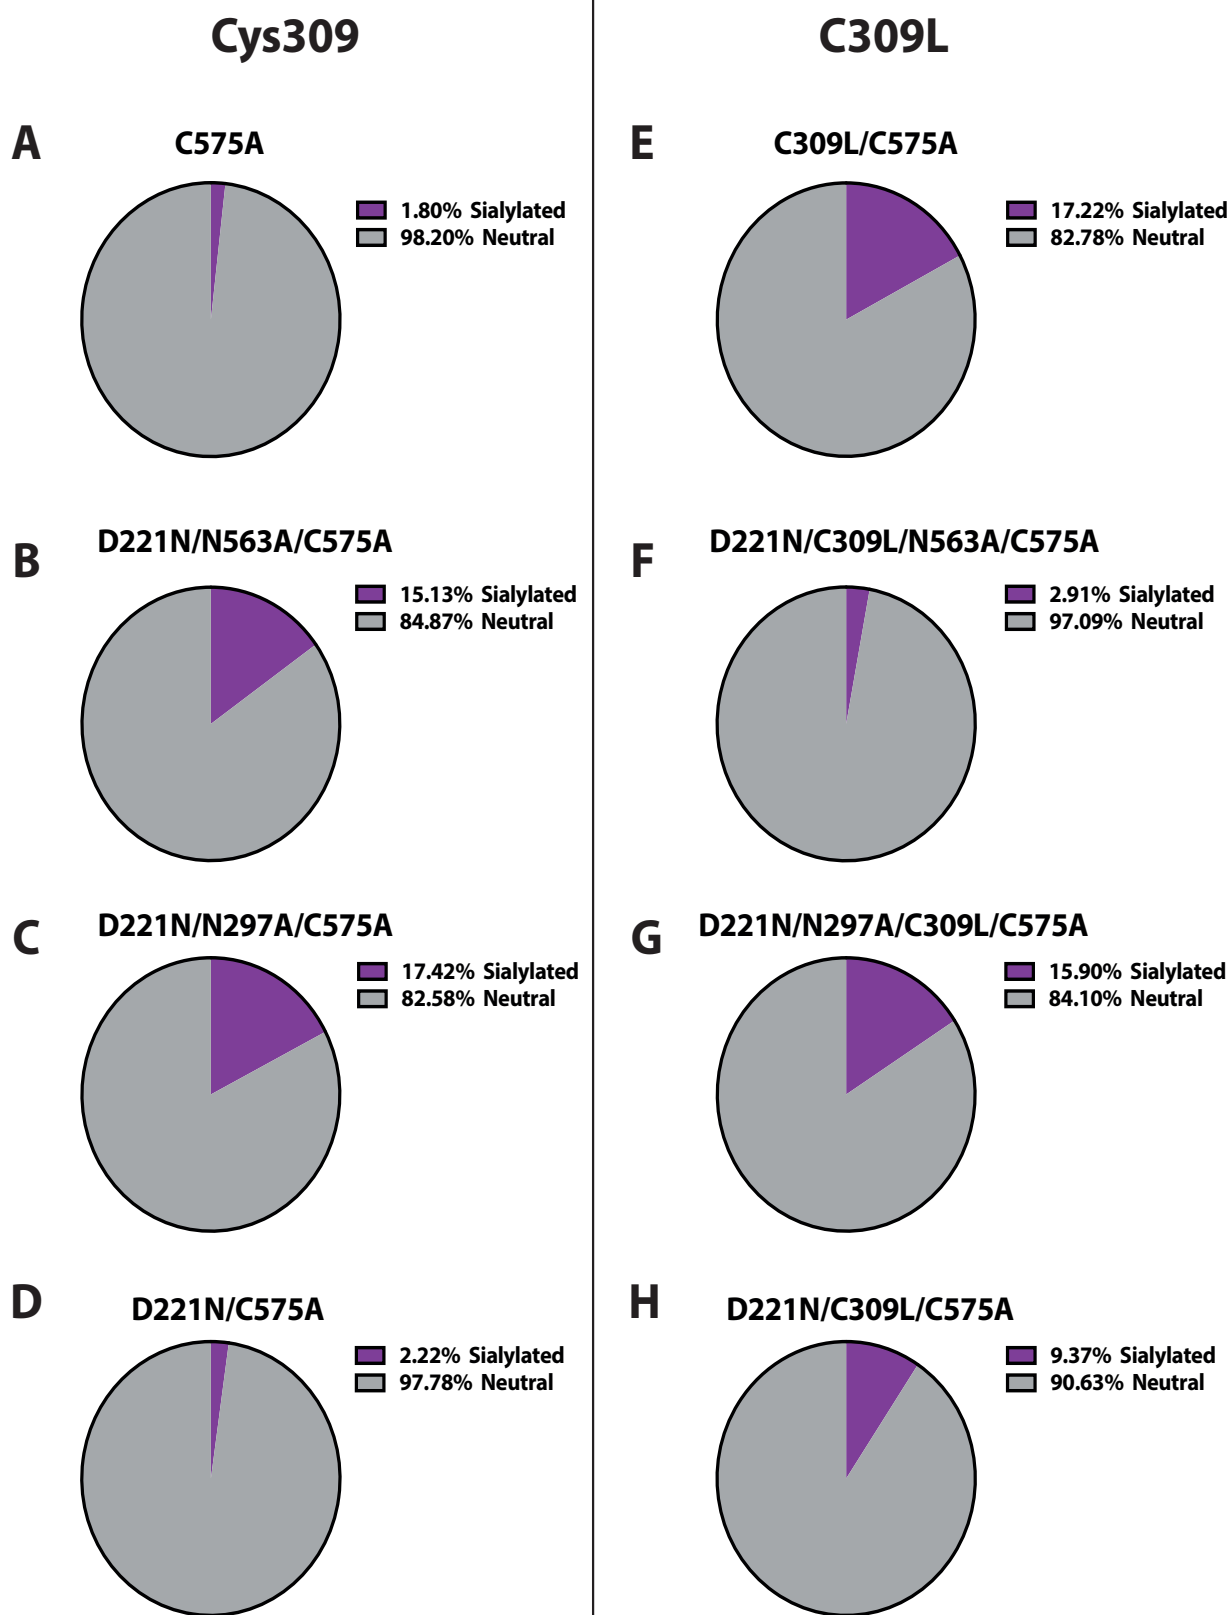 Cys309
A
C575A
1.80% Sialylated
98.20% Neutral
B
D221N/N563A/C575A
15.13% Sialylated
84.87% Neutral
C
D221N/N297A/C575A
17.42% Sialylated
82.58% Neutral
D
D221N/C575A
2.22% Sialylated
97.78% Neutral
C309L
E
C309L/C575A
17.22% Sialylated
82.78% Neutral
F
D221N/C309L/N563A/C575A
2.91% Sialylated
97.09% Neutral
G
D221N/N297A/C309L/C575A
15.90% Sialylated
84.10% Neutral
H
D221N/C309L/C575A
9.37% Sialylated
90.63% Neutral